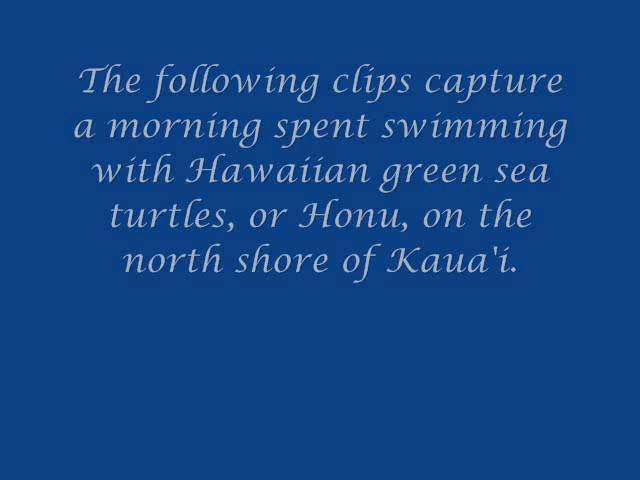 The following clips capture
a morning spent swimming
with Hawaiian green sea
turtles, or Honu, on the
north shore of Kaua'i.